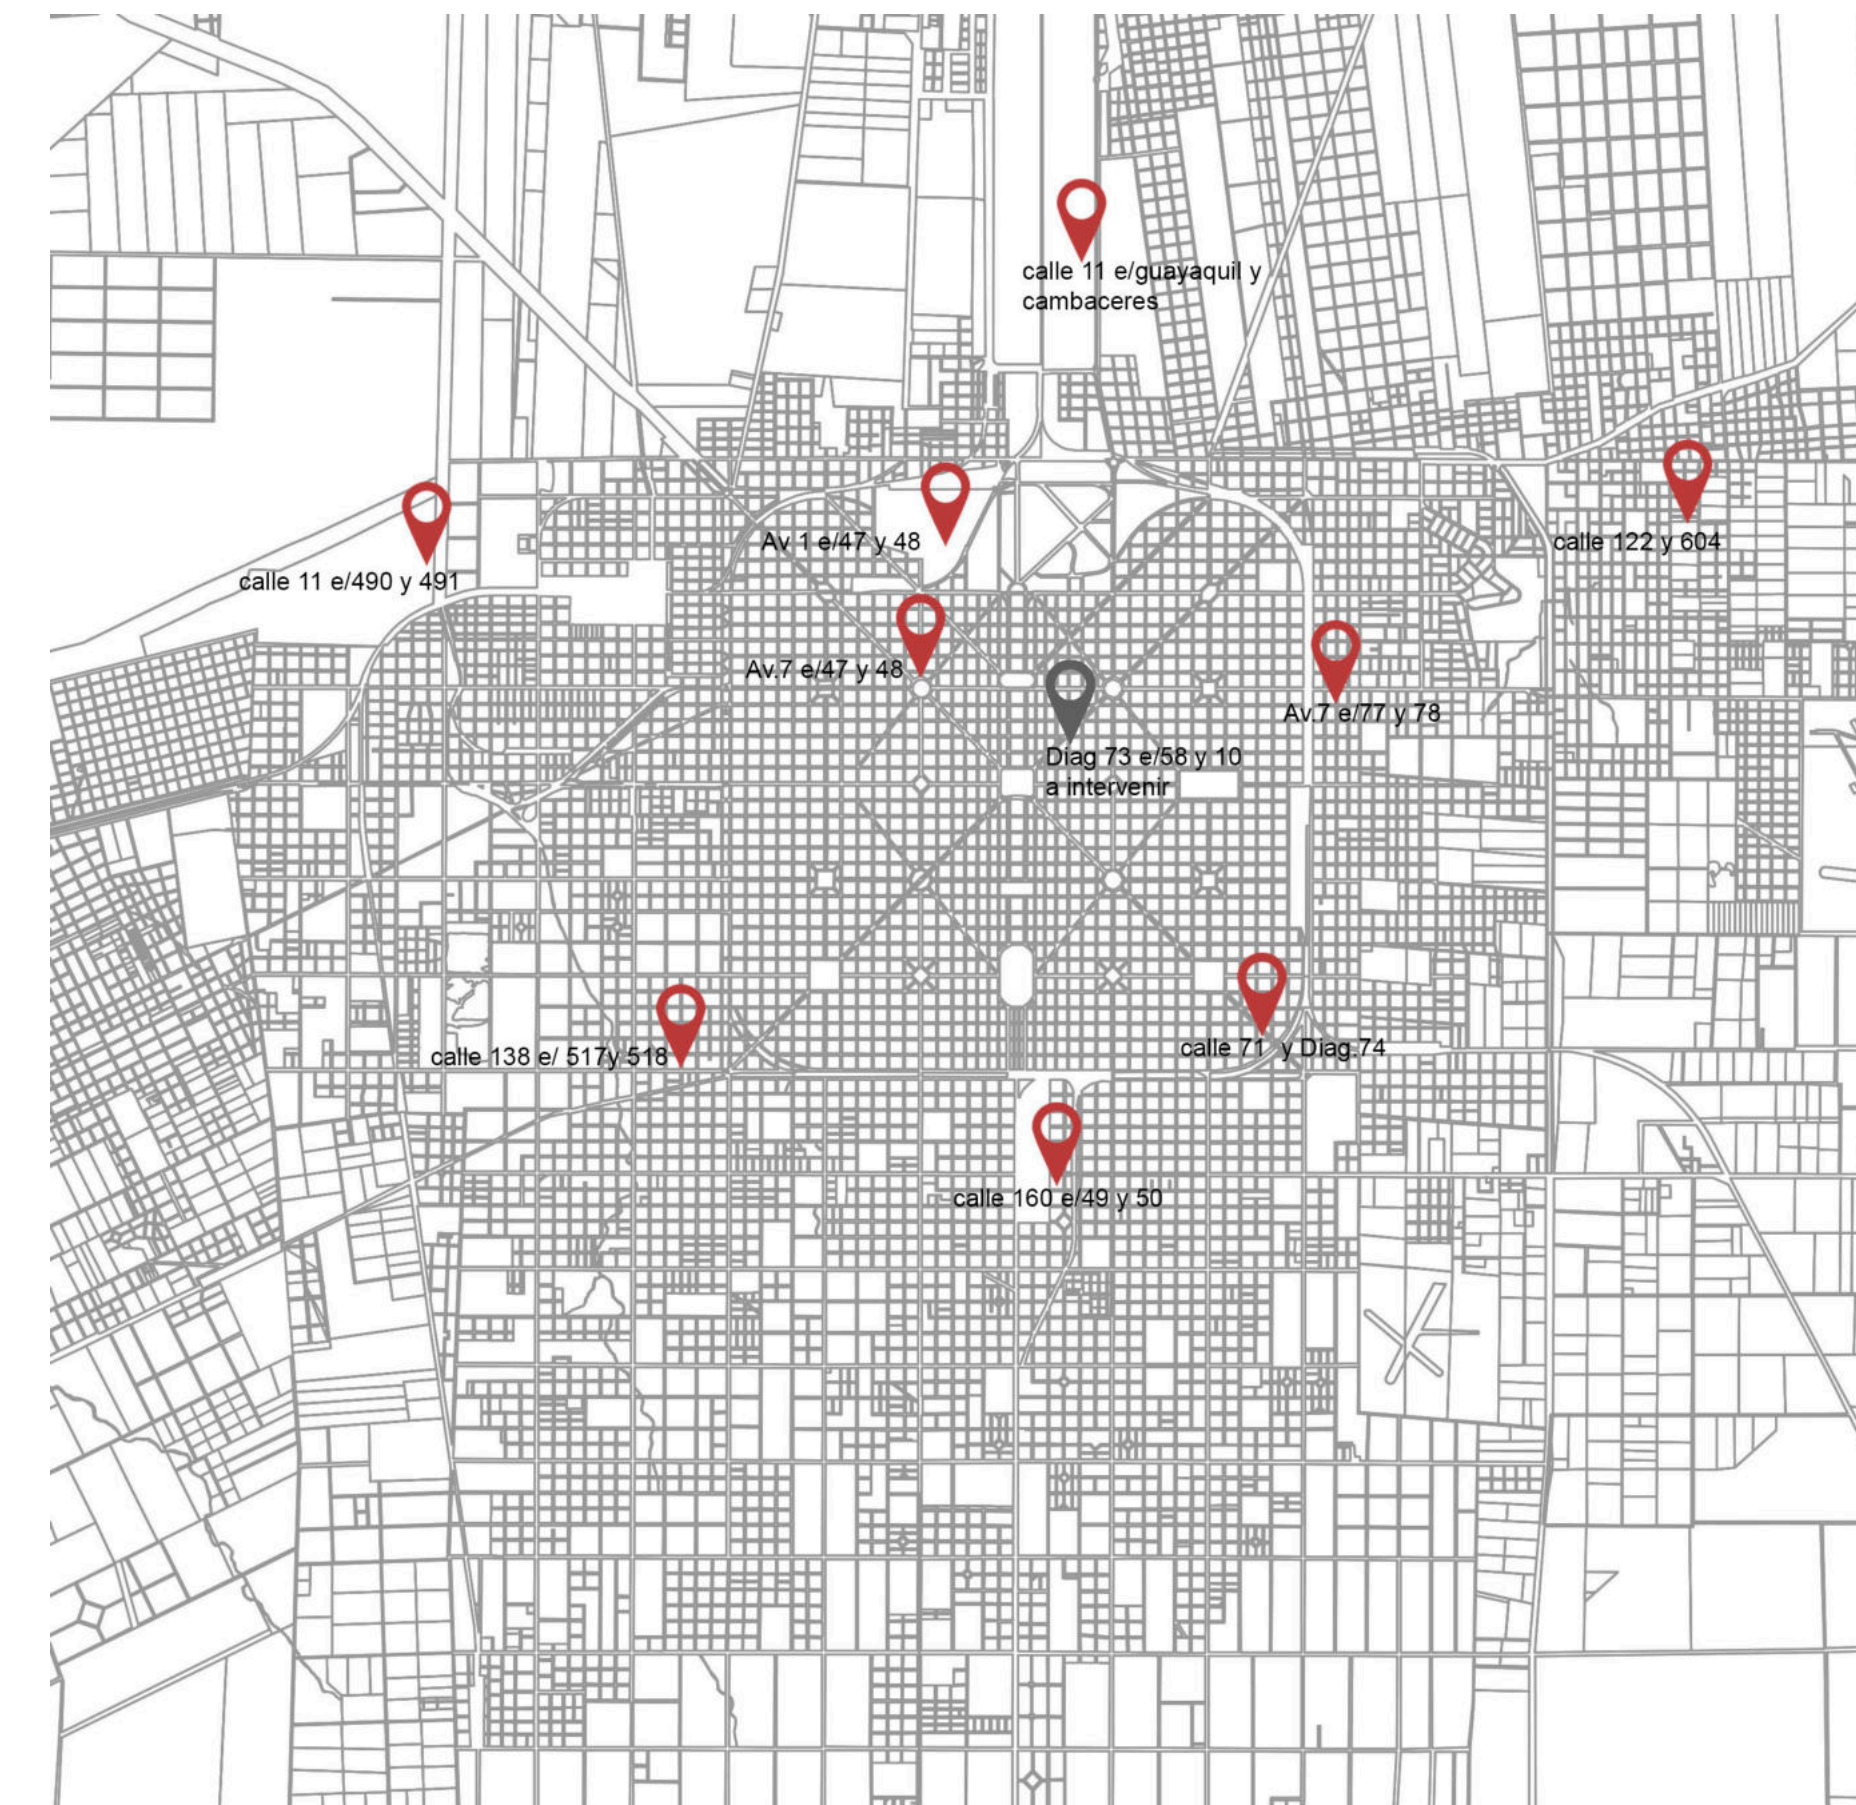 calle 11 e/guayaquil y
cambaceres
Av 1 e/47 y 48
calle 122 y 604
calle 11 e/490 y 491
Av.7 e/47 y 48
Av.7 e/77 y 78
Diag 73 e/58 y 10
a intervenir
calle 138 e/ 517y 518
calle 71 y Diag.74
calle 160 e/49 y 50